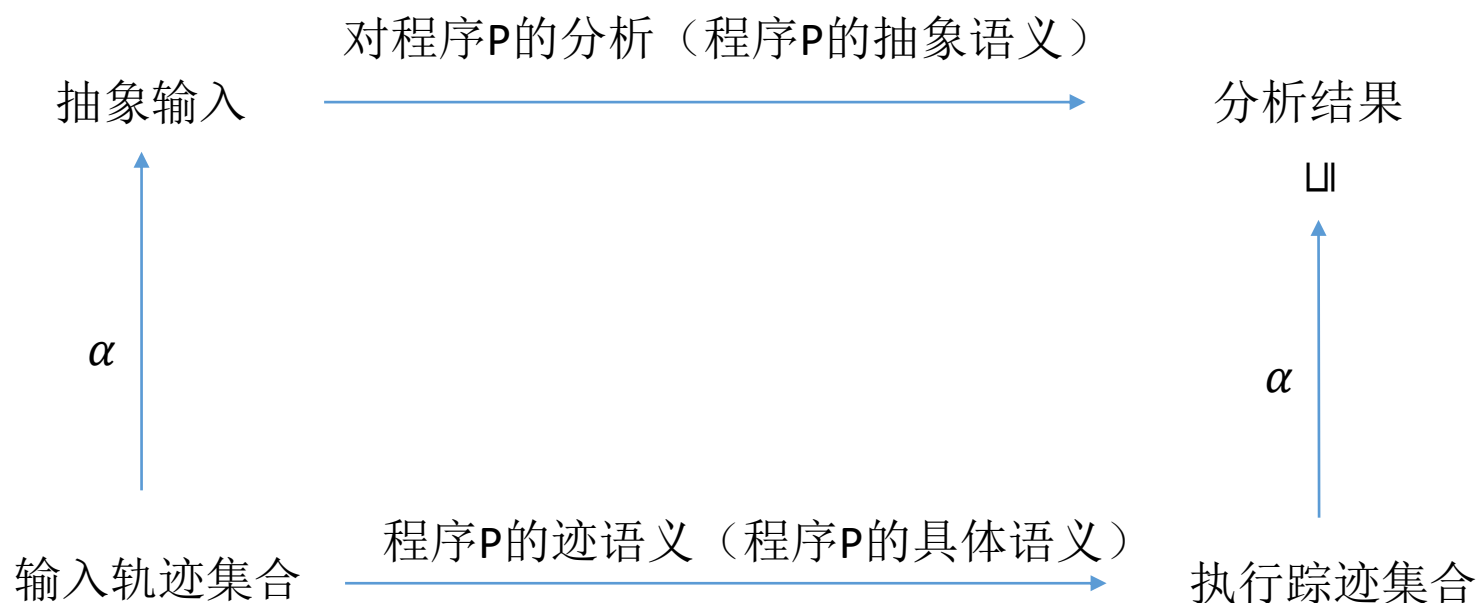 对程序P的分析（程序P的抽象语义）
抽象输入
分析结果
⊑
α
α
程序P的迹语义（程序P的具体语义）
输入轨迹集合
执行踪迹集合